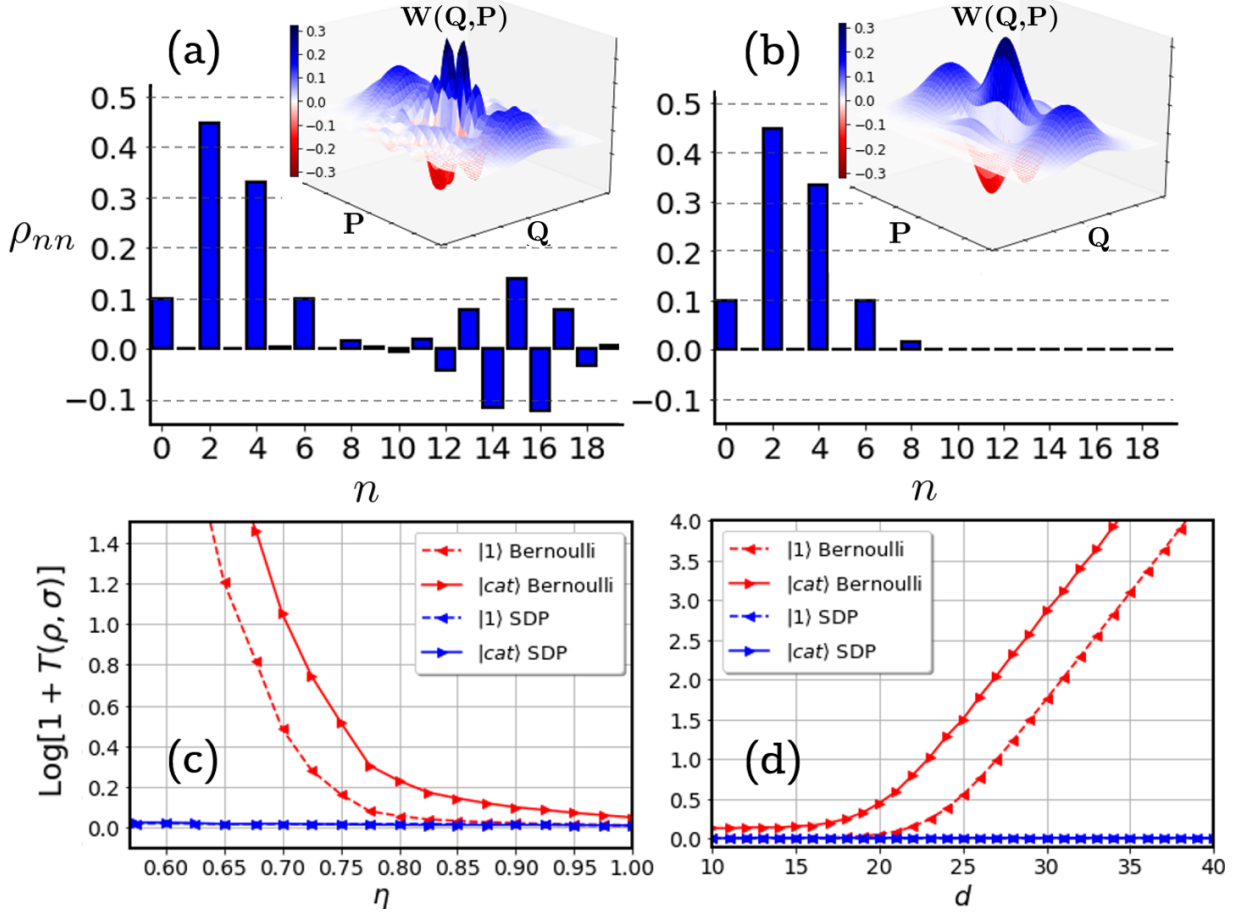 (a)
W(Q,P)
0.3
0.2
0.1
0.0
−0.1
−0.2
−0.3
P
Q
ρnn
0.5
0.4
0.3
0.2
0.1
0.0
−0.1
0 2 4 6 8 10 12 14 16 18
n
(b)
W(Q,P)
0.3
0.2
0.1
0.0
−0.1
−0.2
−0.3
P
Q
0.5
0.4
0.3
0.2
0.1
0.0
−0.1
0 2 4 6 8 10 12 14 16 18
n
(c)
Log[1 + T(ρ, σ)]
1.4
1.2
1.0
0.8
0.6
0.4
0.2
0.0
|1⟩ Bernoulli
|cat⟩ Bernoulli
|1⟩ SDP
|cat⟩ SDP
0.60 0.65 0.70 0.75 0.80 0.85 0.90 0.95 1.00
η
(d)
4.0
3.5
3.0
2.5
2.0
1.5
1.0
0.5
0.0
|1⟩ Bernoulli
|cat⟩ Bernoulli
|1⟩ SDP
|cat⟩ SDP
10 15 20 25 30 35 40
d